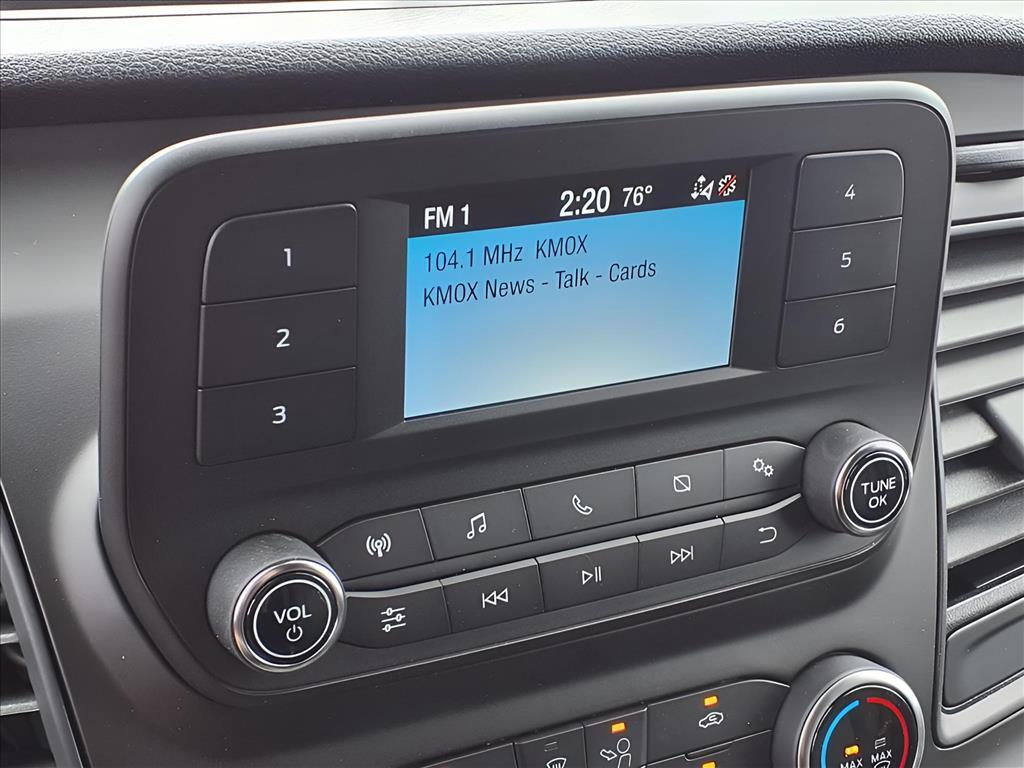 FM 1 2:20 76°
104.1 MHz KMOX
KMOX News - Talk - Cards
1
2
3
4
5
6
TUNE
OK
VOL
MAX
MAX